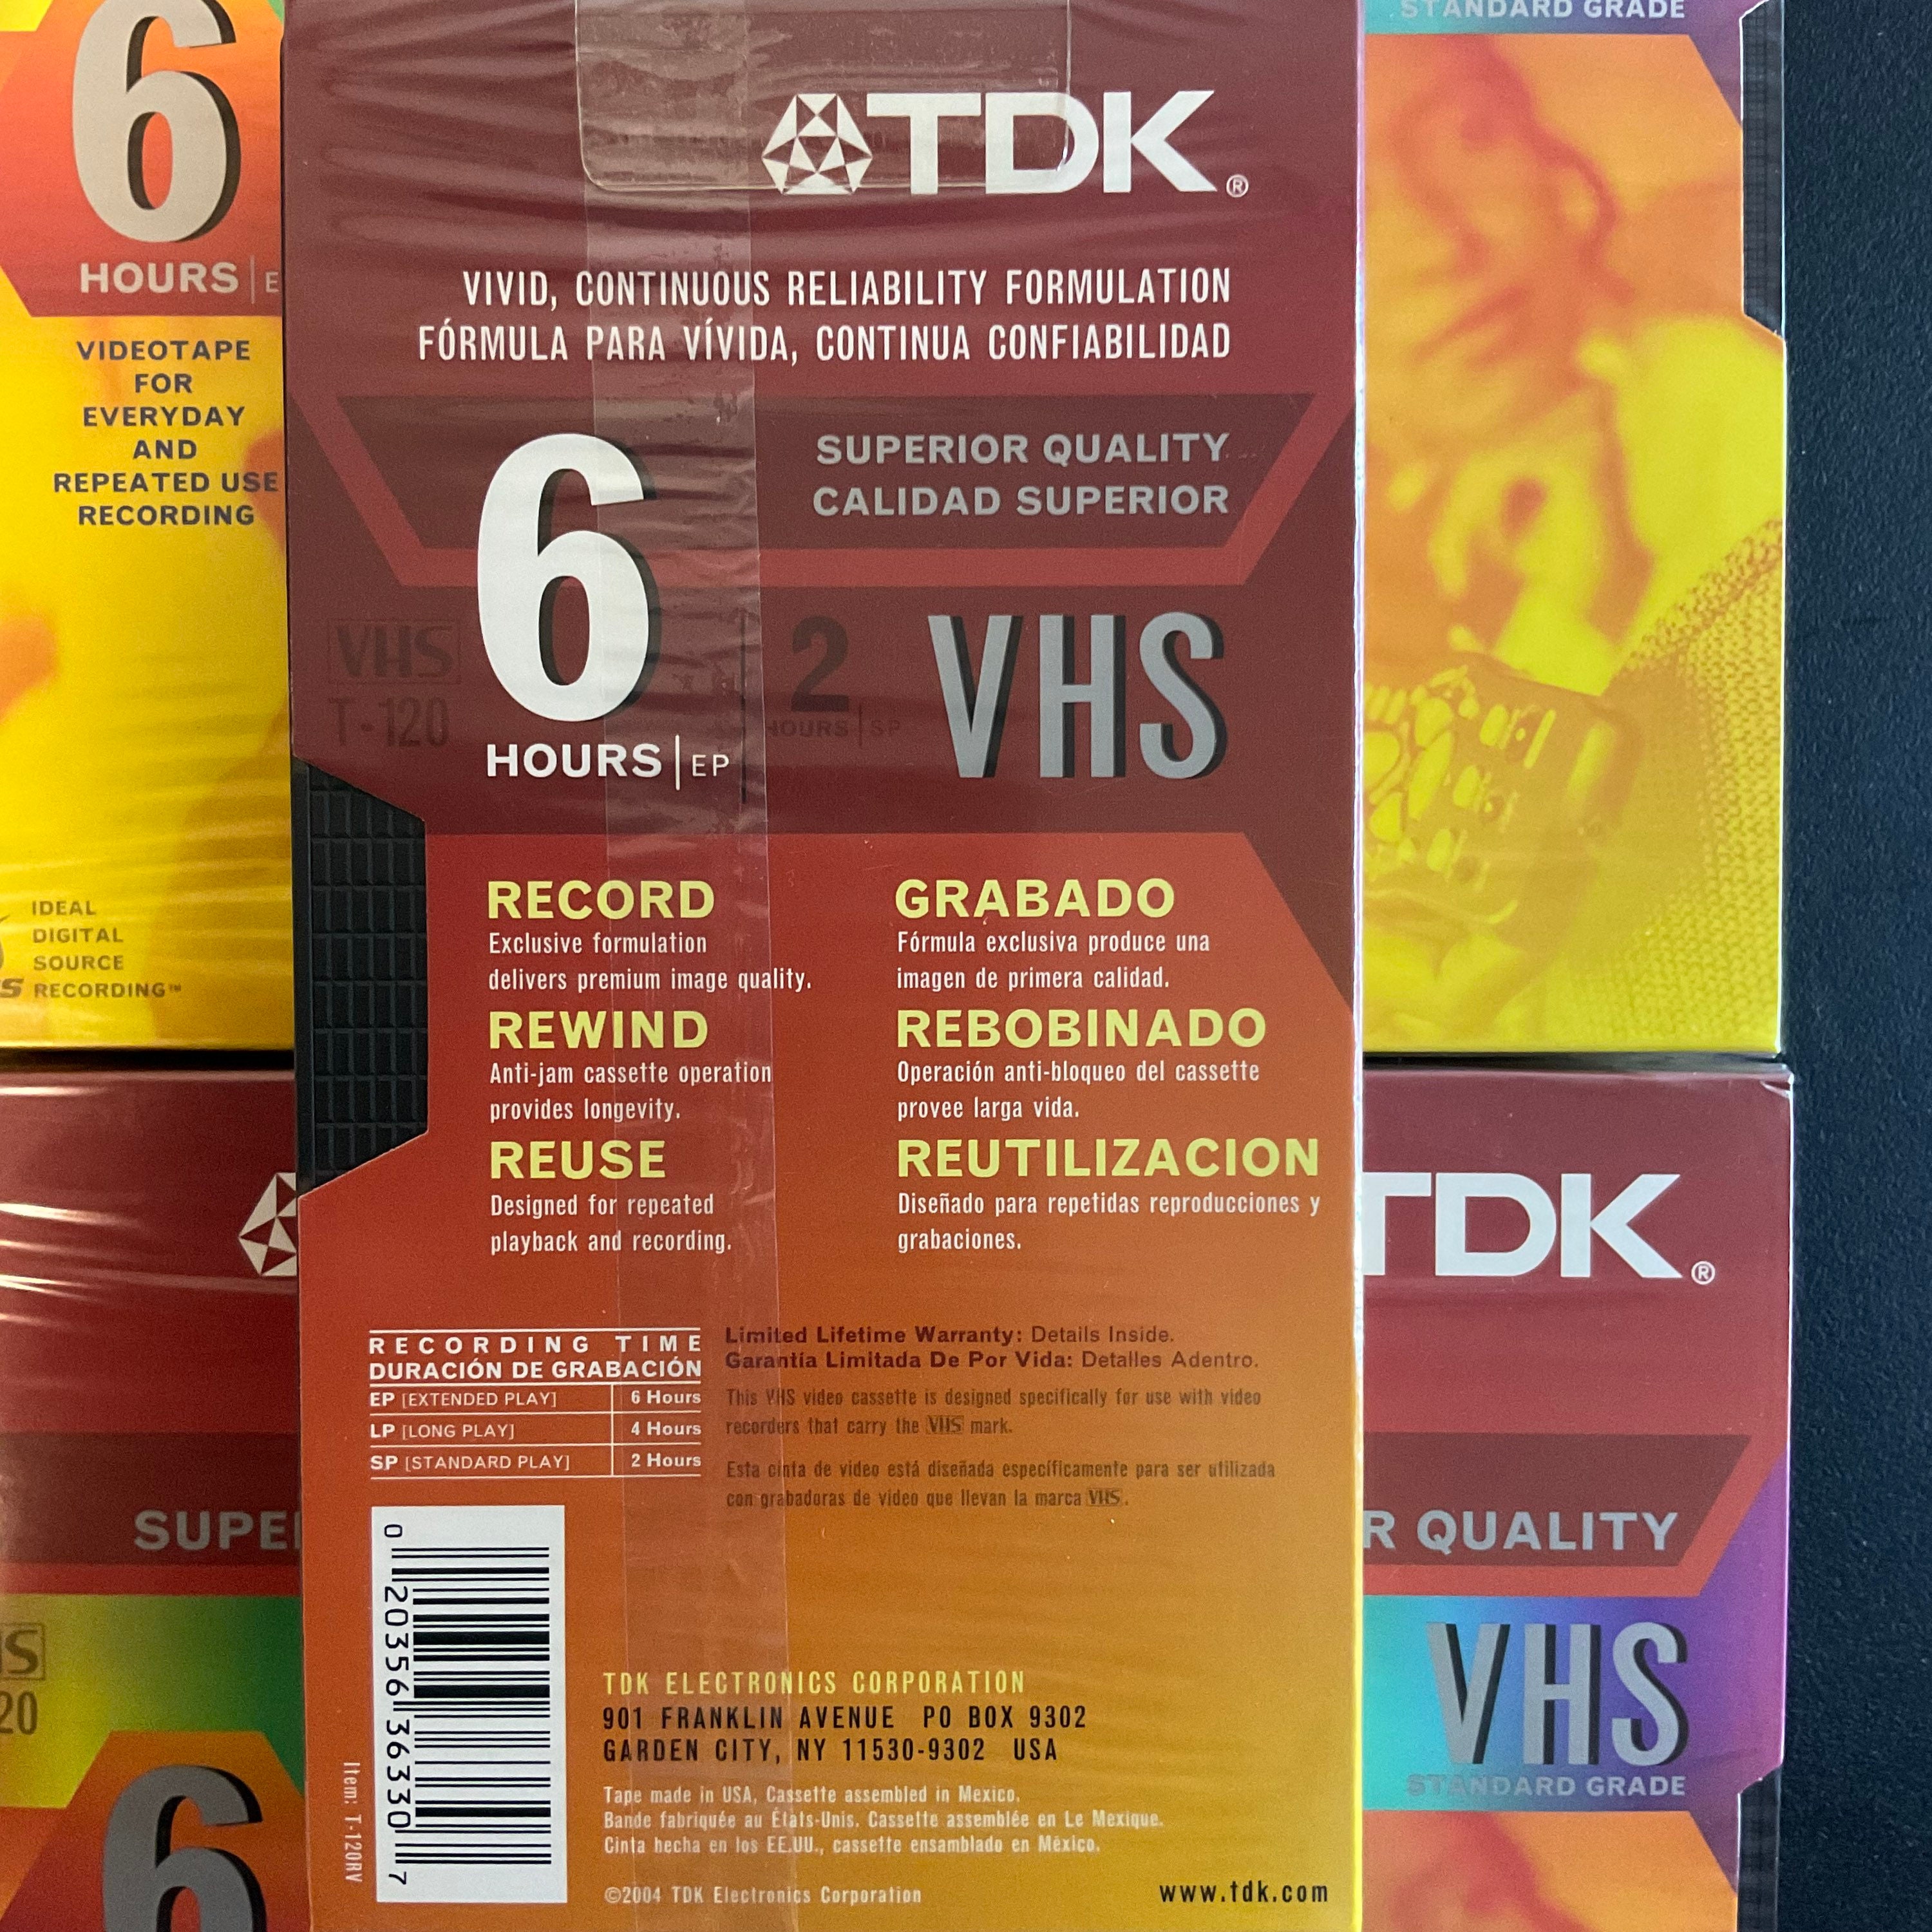 6
HOURS
VIDEOTAPE
FOR
EVERYDAY
AND
REPEATED USE
RECORDING
IDEAL
DIGITAL
SOURCE
RECORDING™
SUPE
20
6
TDK®
VIVID, CONTINUOUS RELIABILITY FORMULATION
FÓRMULA PARA VÍVIDA, CONTINUA CONFIABILIDAD
SUPERIOR QUALITY
CALIDAD SUPERIOR
VHS
T-120
6
HOURS|EP
2
HOURS|SP
VHS
RECORD
Exclusive formulation
delivers premium image quality.
REWIND
Anti-jam cassette operation
provides longevity.
REUSE
Designed for repeated
playback and recording.
GRABADO
Fórmula exclusiva produce una
imagen de primera calidad.
REBOBINADO
Operación anti-bloqueo del cassette
provee larga vida.
REUTILIZACION
Diseñado para repetidas reproducciones y
grabaciones.
RECORDING TIME
DURACIÓN DE GRABACIÓN
EP [EXTENDED PLAY] 6 Hours
LP [LONG PLAY] 4 Hours
SP [STANDARD PLAY] 2 Hours
Limited Lifetime Warranty: Details Inside.
Garantía Limitada De Por Vida: Detalles Adentro.
This VHS video cassette is designed specifically for use with video
recorders that carry the VHS mark.
Esta cinta de video está diseñada específicamente para ser utilizada
con grabadoras de video que llevan la marca VHS.
0 20356 36330 7
Item: T-120RV
TDK ELECTRONICS CORPORATION
901 FRANKLIN AVENUE PO BOX 9302
GARDEN CITY, NY 11530-9302 USA
Tape made in USA, Cassette assembled in Mexico.
Bande fabriquée au États-Unis. Cassette assemblée en Le Mexique.
Cinta hecha en los EE.UU., cassette ensamblado en México.
©2004 TDK Electronics Corporation
www.tdk.com
STANDARD GRADE
TDK®
R QUALITY
VHS
STANDARD GRADE